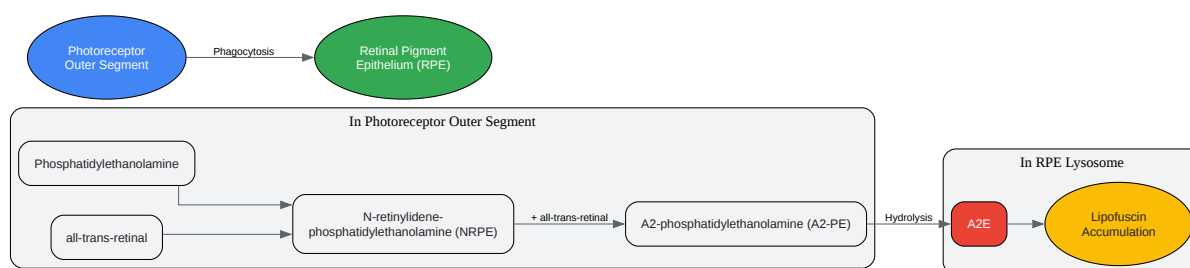 Photoreceptor
Outer Segment
Phagocytosis
Retinal Pigment
Epithelium (RPE)
In Photoreceptor Outer Segment
Phosphatidylethanolamine
all-trans-retinal
N-retinylidene-
phosphatidylethanolamine (NRPE)
+ all-trans-retinal
A2-phosphatidylethanolamine (A2-PE)
Hydrolysis
In RPE Lysosome
A2E
Lipofuscin
Accumulation